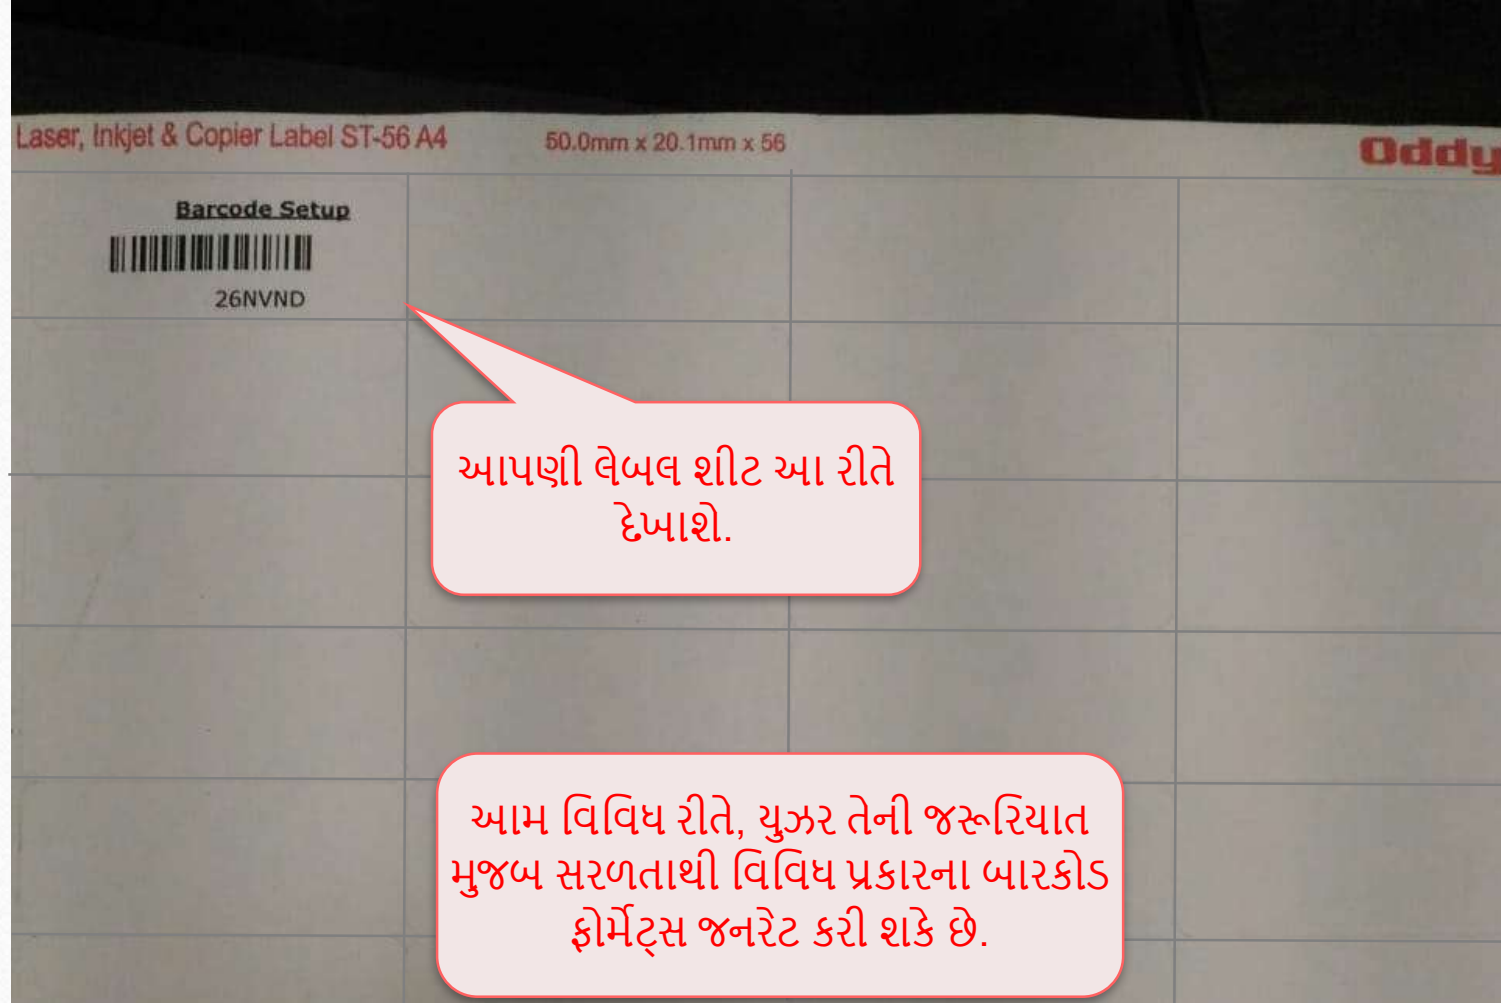 Laser, Inkjet & Copier Label ST-56 A4 50.0mm x 20.1mm x 56 Oddy
Barcode Setup
26NVND
આપણી લેબલ શીટ આ રીતે
દેખાશે.
આમ વિવિધ રીતે, યુઝર તેની જરૂરિયાત
મુજબ સરળતાથી વિવિધ પ્રકારના બારકોડ
ફોર્મેટ્સ જનરેટ કરી શકે છે.